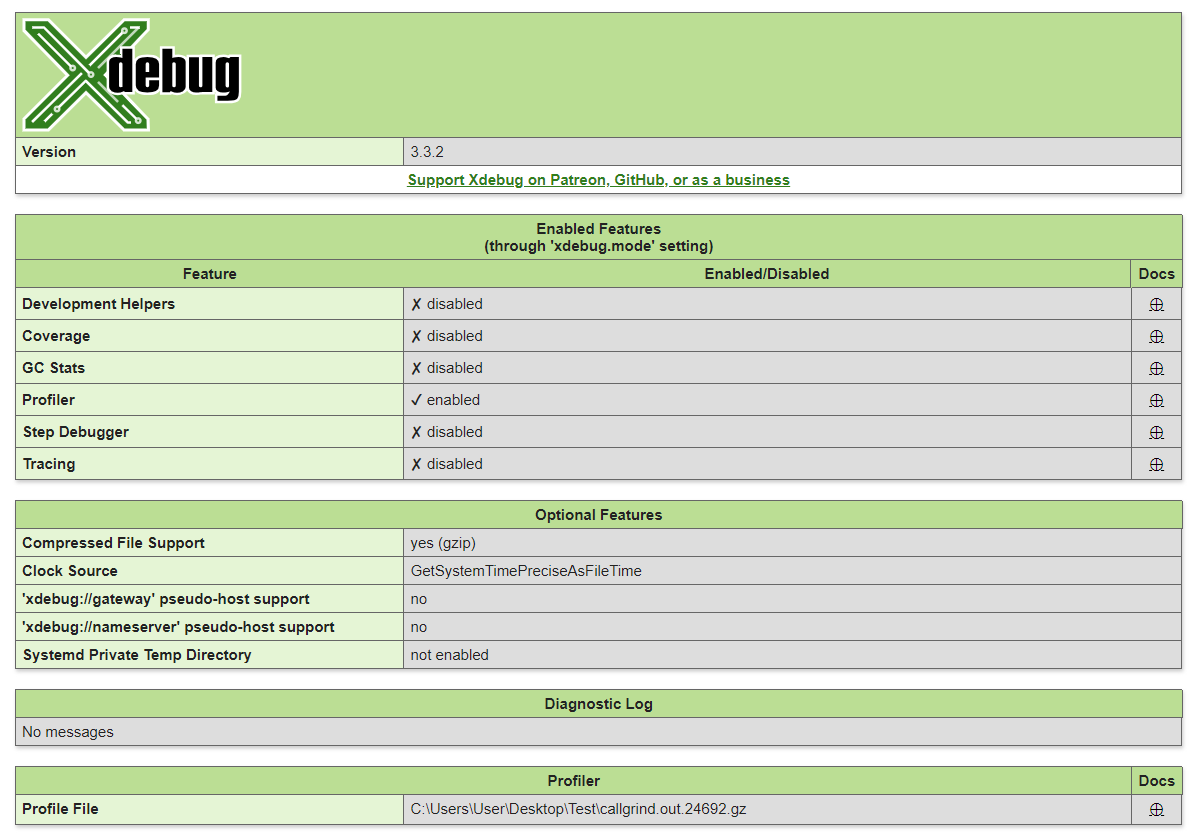 Xdebug
Version 3.3.2
Support Xdebug on Patreon, GitHub, or as a business
Enabled Features
(through 'xdebug.mode' setting)
Feature Enabled/Disabled Docs
Development Helpers ✗ disabled
Coverage ✗ disabled
GC Stats ✗ disabled
Profiler ✓ enabled
Step Debugger ✗ disabled
Tracing ✗ disabled
Optional Features
Compressed File Support yes (gzip)
Clock Source GetSystemTimePreciseAsFileTime
'xdebug://gateway' pseudo-host support no
'xdebug://nameserver' pseudo-host support no
Systemd Private Temp Directory not enabled
Diagnostic Log
No messages
Profiler Docs
Profile File C:\Users\User\Desktop\Test\callgrind.out.24692.gz